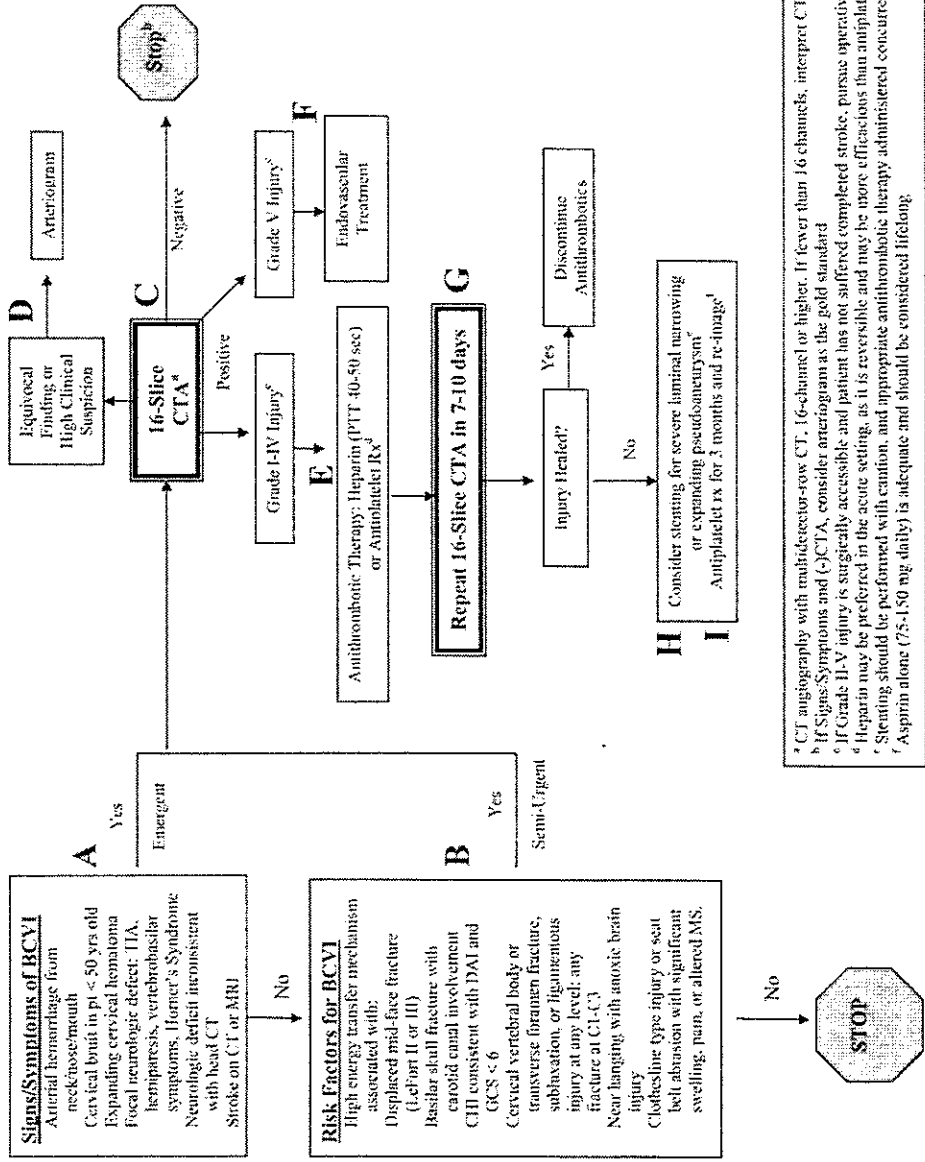 Signs/Symptoms of BCVI
Arterial hemorrhage from
neck/nose/mouth
Cervical bruit in pt < 50 yrs old
Expanding cervical hematoma
Focal neurologic defect: TIA,
hemiparesis, vertebrobasilar
symptoms, Horner's Syndrome
Neurologic deficit inconsistent
with head CT
Stroke on CT or MRI
A
Yes
Emergent
No
Risk Factors for BCVI
High energy transfer mechanism
associated with:
Displaced mid-face fracture
(LeFort II or III)
Basilar skull fracture with
carotid canal involvement
CHI consistent with DAI and
GCS < 6
Cervical vertebral body or
transverse foramen fracture,
subluxation, or ligamentous
injury at any level; any
fracture at C1-C3
Near hanging with anoxic brain
injury
Clothesline type injury or seat
belt abrasion with significant
swelling, pain, or altered MS.
B
Yes
Semi-Urgent
No
STOP
D
Equivocal
Finding or
High Clinical
Suspicion
Arteriogram
C
16-Slice
CTAa
Negative
Stopb
Positive
Grade I-IV Injuryc
Grade V Injuryc
E
F
Antithrombotic Therapy: Heparin (PTT 40-50 sec)
or Antiplatelet Rxd
Endovascular
Treatment
Repeat 16-Slice CTA in 7-10 days
G
Injury Healed?
Yes
Discontinue
Antithrombotics
No
H
I
Consider stenting for severe luminal narrowing
or expanding pseudoaneurysme
Antiplatelet rx for 3 months and re-imagef
a CT angiography with multidetector-row CT, 16-channel or higher. If fewer than 16 channels, interpret CT
b If Signs/Symptoms and (-)CTA, consider arteriogram as the gold standard
c If Grade II-V injury is surgically accessible and patient has not suffered completed stroke, pursue operativ
d Heparin may be preferred in the acute setting, as it is reversible and may be more efficacious than antiplat
e Stenting should be performed with caution, and appropriate antithrombotic therapy administered concurre
f Aspirin alone (75-150 mg daily) is adequate and should be considered lifelong